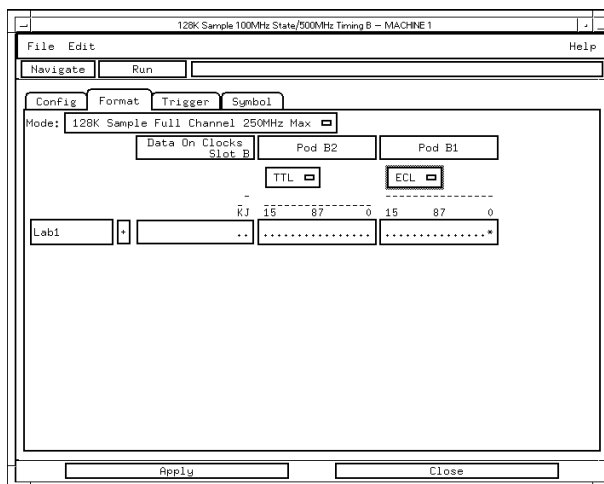 128K Sample 100MHz State/500MHz Timing B – MACHINE 1
File Edit Help
Navigate Run
Config Format Trigger Symbol
Mode: 128K Sample Full Channel 250MHz Max
Data On Clocks Pod B2 Pod B1
Slot B
TTL ECL
KJ 15 87 0 15 87 0
Lab1 + .. ................ ...............*
Apply Close